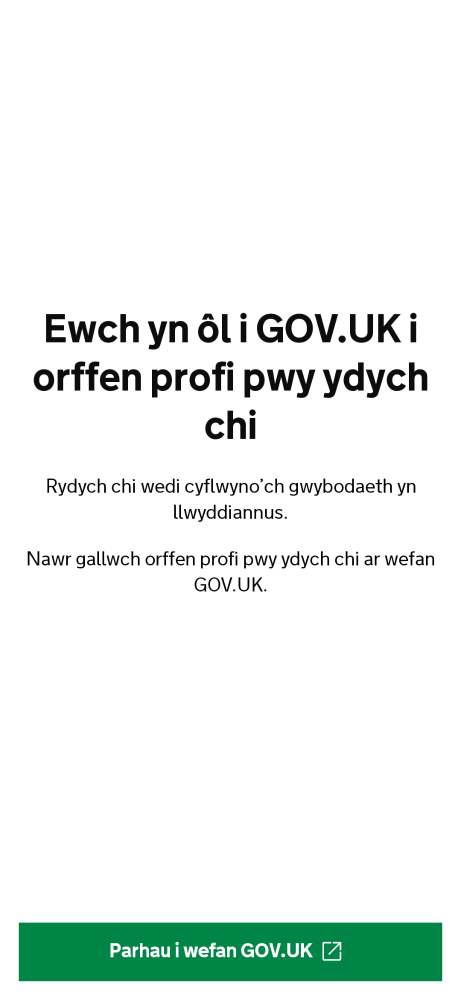 Ewch yn ôl i GOV.UK i
orffen profi pwy ydych
chi
Rydych chi wedi cyflwyno’ch gwybodaeth yn
llwyddiannus.
Nawr gallwch orffen profi pwy ydych chi ar wefan
GOV.UK.
Parhau i wefan GOV.UK